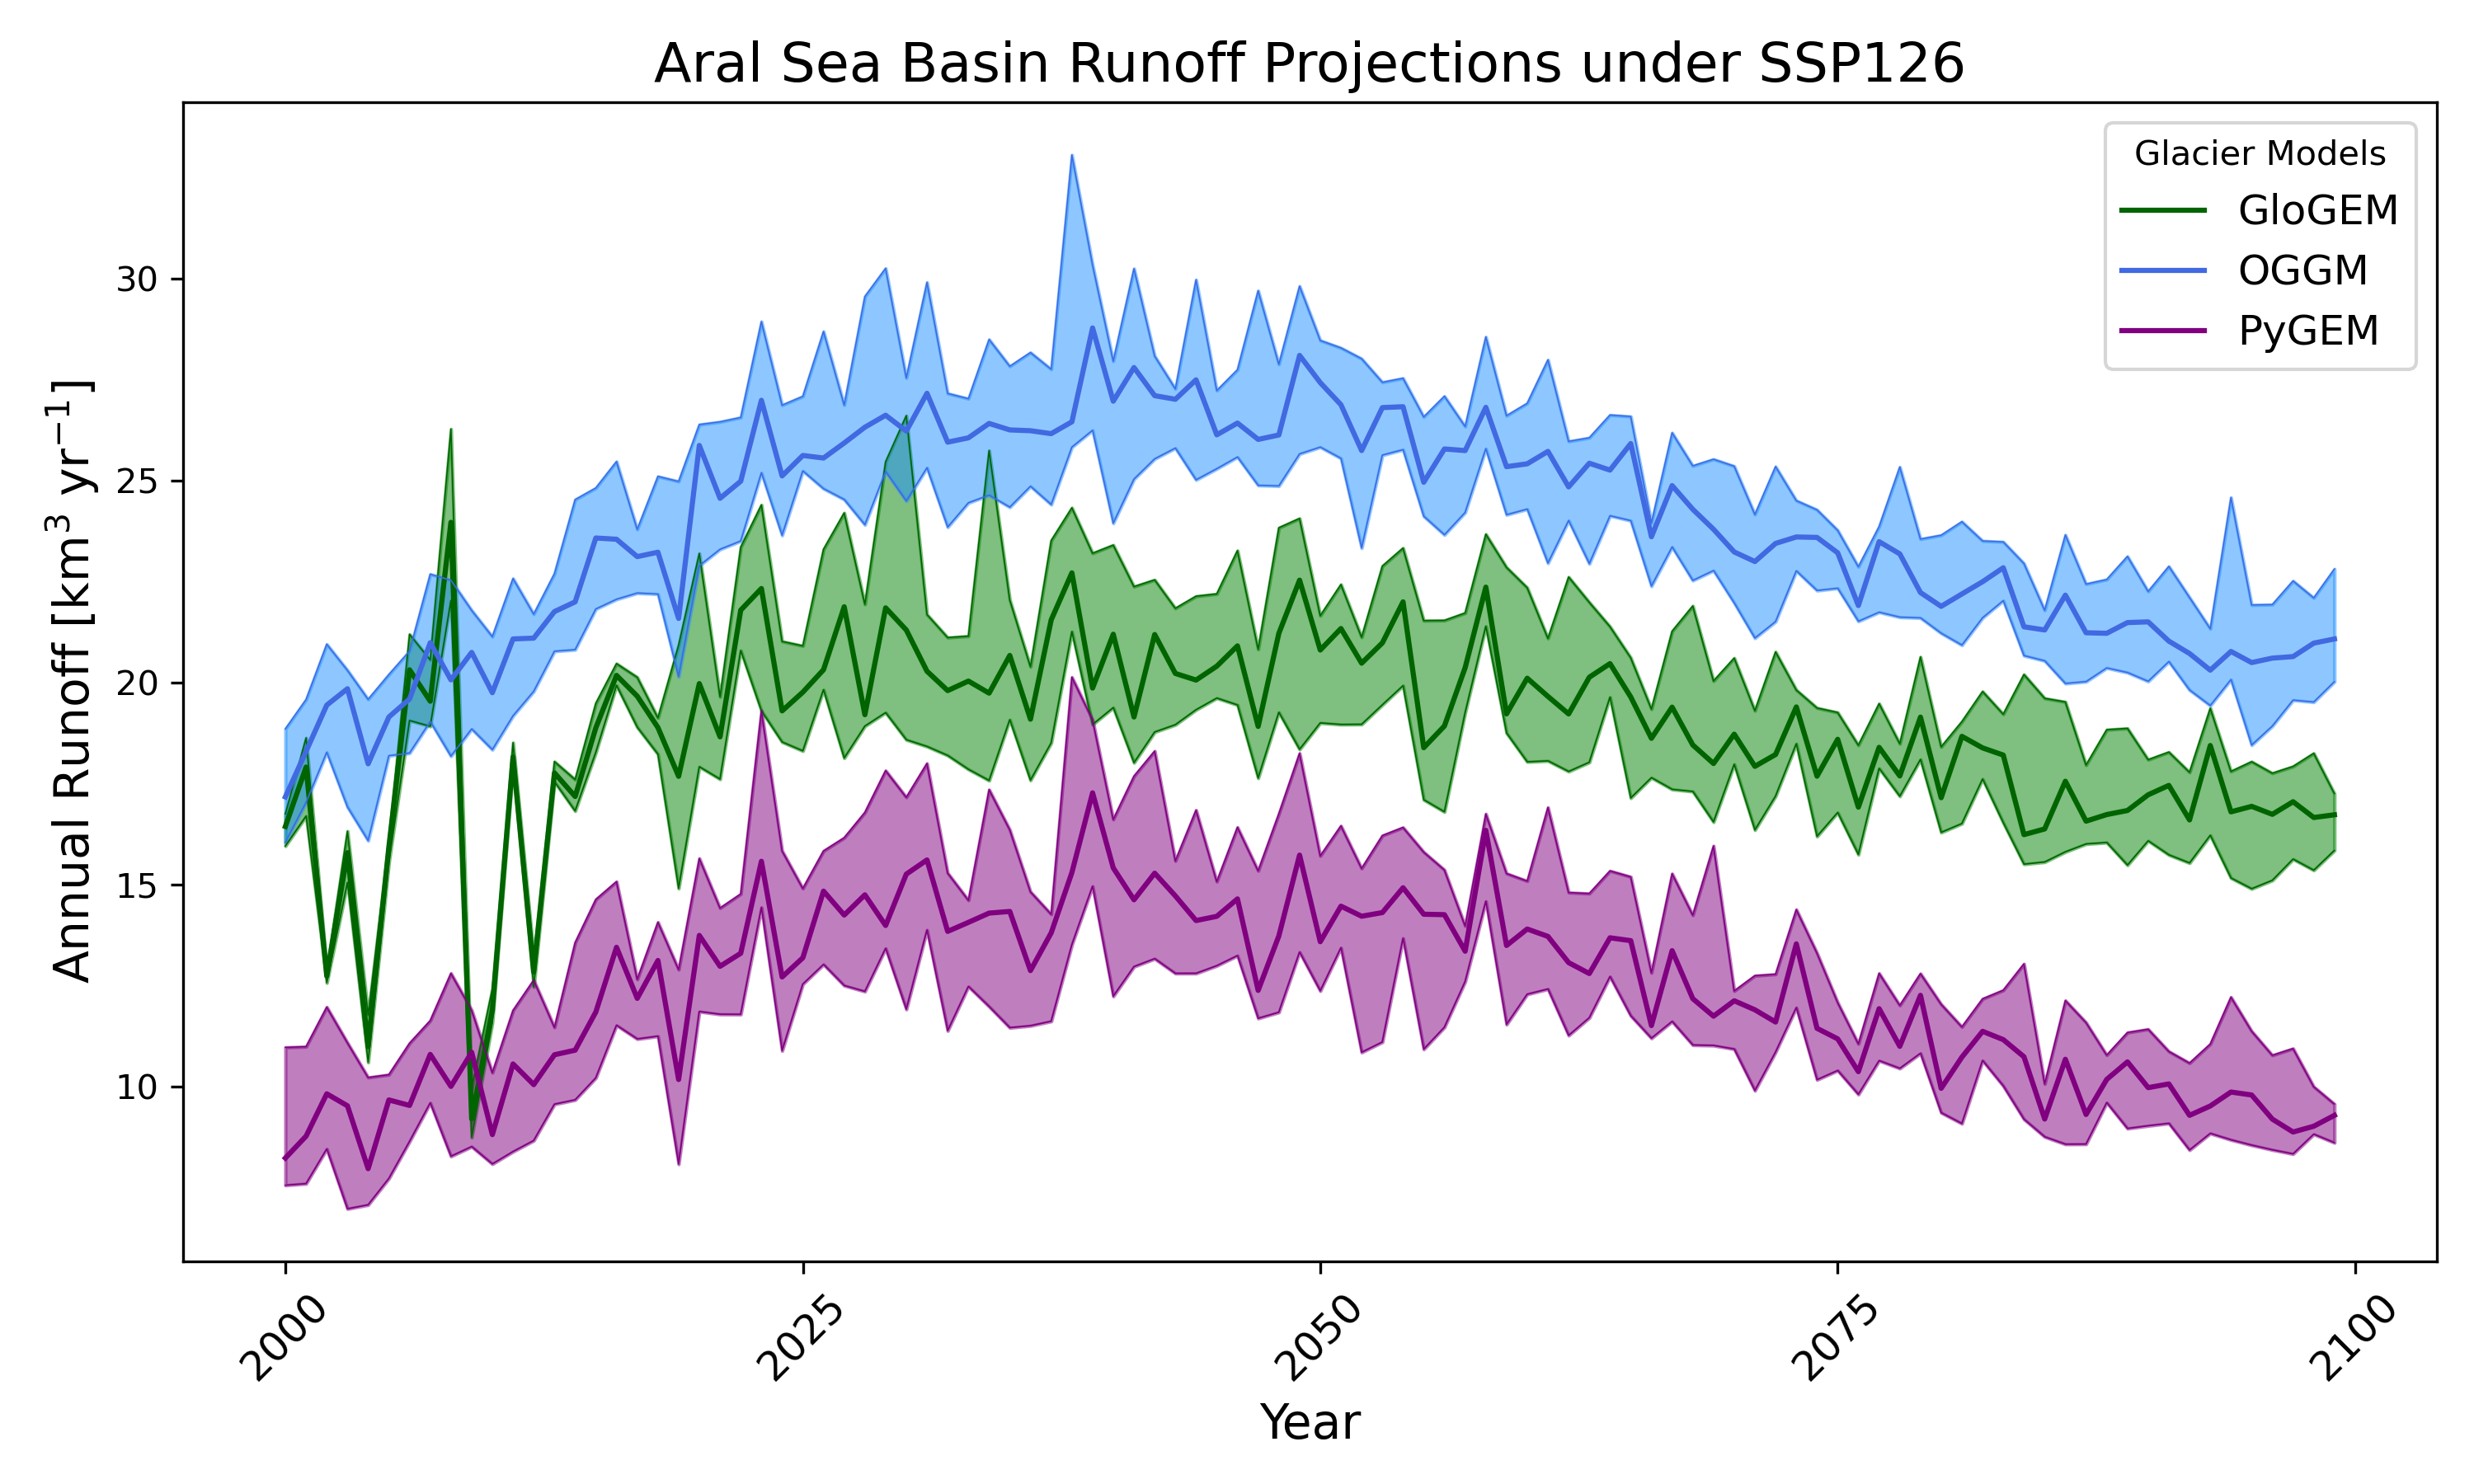 Aral Sea Basin Runoff Projections under SSP126
Glacier Models
GloGEM
OGGM
PyGEM
Annual Runoff [km³ yr⁻¹]
30
25
20
15
10
2000
2025
2050
2075
2100
Year